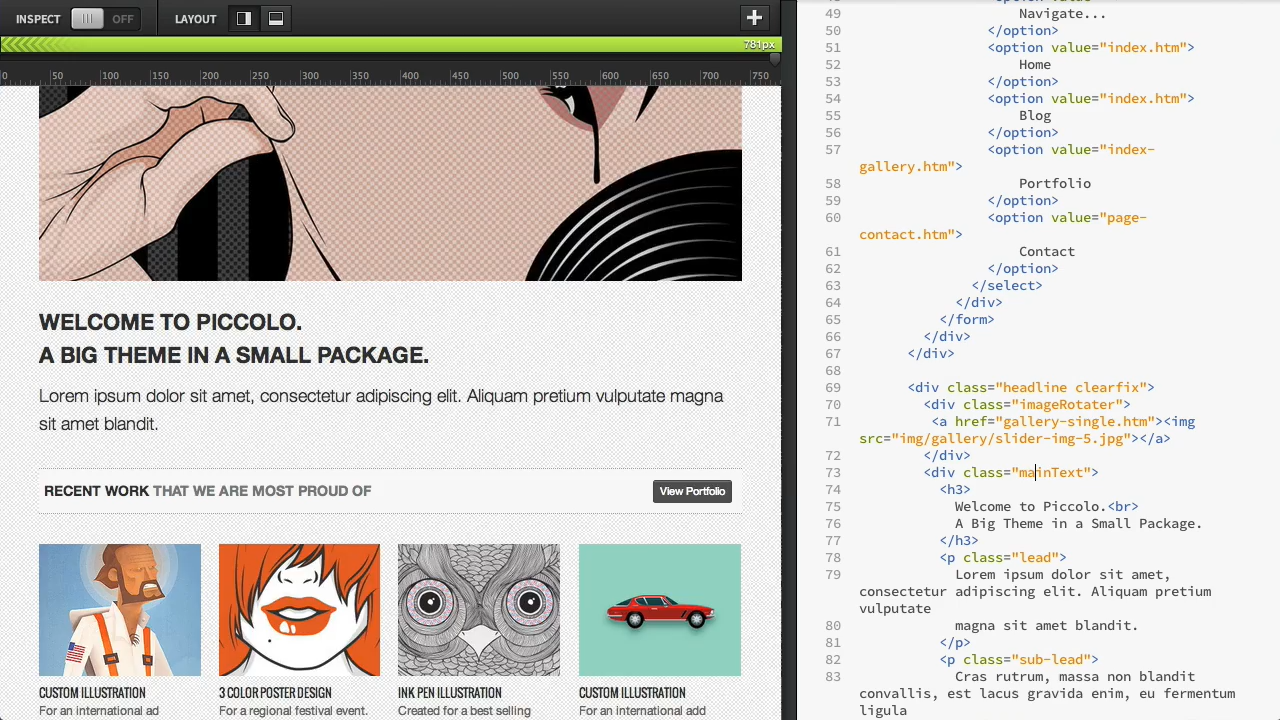 INSPECT OFF LAYOUT
781px
0 50 100 150 200 250 300 350 400 450 500 550 600 650 700 750
WELCOME TO PICCOLO.
A BIG THEME IN A SMALL PACKAGE.
Lorem ipsum dolor sit amet, consectetur adipiscing elit. Aliquam pretium vulputate magna
sit amet blandit.
RECENT WORK THAT WE ARE MOST PROUD OF
View Portfolio
CUSTOM ILLUSTRATION
For an international ad
3 COLOR POSTER DESIGN
For a regional festival event.
INK PEN ILLUSTRATION
Created for a best selling
CUSTOM ILLUSTRATION
For an international add
49 Navigate...
50 </option>
51 <option value="index.htm">
52 Home
53 </option>
54 <option value="index.htm">
55 Blog
56 </option>
57 <option value="index-
gallery.htm">
58 Portfolio
59 </option>
60 <option value="page-
contact.htm">
61 Contact
62 </option>
63 </select>
64 </div>
65 </form>
66 </div>
67 </div>
68
69 <div class="headline clearfix">
70 <div class="imageRotater">
71 <a href="gallery-single.htm"><img
src="img/gallery/slider-img-5.jpg"></a>
72 </div>
73 <div class="mainText">
74 <h3>
75 Welcome to Piccolo.<br>
76 A Big Theme in a Small Package.
77 </h3>
78 <p class="lead">
79 Lorem ipsum dolor sit amet,
consectetur adipiscing elit. Aliquam pretium
vulputate
80 magna sit amet blandit.
81 </p>
82 <p class="sub-lead">
83 Cras rutrum, massa non blandit
convallis, est lacus gravida enim, eu fermentum
ligula